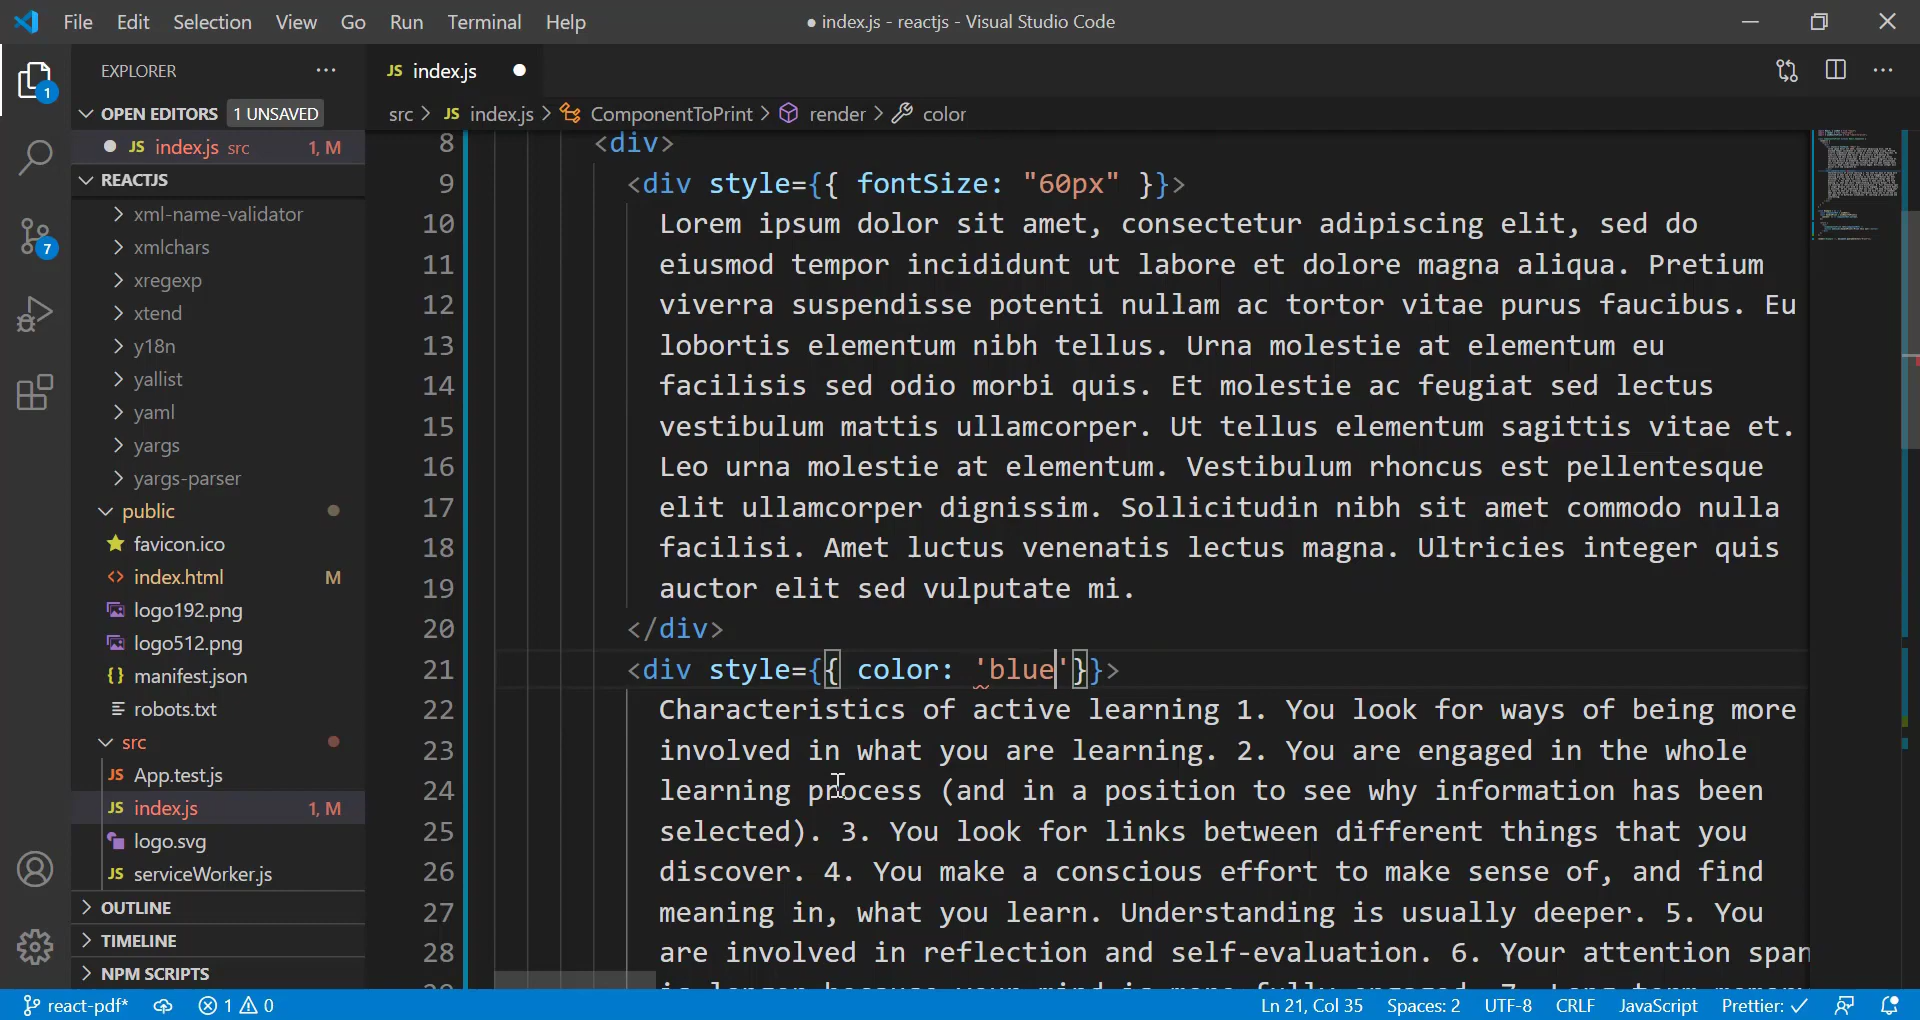 File Edit Selection View Go Run Terminal Help
● index.js - reactjs - Visual Studio Code
EXPLORER
OPEN EDITORS 1 UNSAVED
JS index.js src 1, M
REACTJS
xml-name-validator
xmlchars
xregexp
xtend
y18n
yallist
yaml
yargs
yargs-parser
public
favicon.ico
<> index.html M
logo192.png
logo512.png
{} manifest.json
robots.txt
src
JS App.test.js
JS index.js 1, M
logo.svg
JS serviceWorker.js
OUTLINE
TIMELINE
NPM SCRIPTS
1
7
JS index.js ●
src > JS index.js > ComponentToPrint > render > color
8 <div>
9 <div style={{ fontSize: "60px" }}>
10 Lorem ipsum dolor sit amet, consectetur adipiscing elit, sed do
11 eiusmod tempor incididunt ut labore et dolore magna aliqua. Pretium
12 viverra suspendisse potenti nullam ac tortor vitae purus faucibus. Eu
13 lobortis elementum nibh tellus. Urna molestie at elementum eu
14 facilisis sed odio morbi quis. Et molestie ac feugiat sed lectus
15 vestibulum mattis ullamcorper. Ut tellus elementum sagittis vitae et.
16 Leo urna molestie at elementum. Vestibulum rhoncus est pellentesque
17 elit ullamcorper dignissim. Sollicitudin nibh sit amet commodo nulla
18 facilisi. Amet luctus venenatis lectus magna. Ultricies integer quis
19 auctor elit sed vulputate mi.
20 </div>
21 <div style={{ color: 'blue'}}>
22 Characteristics of active learning 1. You look for ways of being more
23 involved in what you are learning. 2. You are engaged in the whole
24 learning process (and in a position to see why information has been
25 selected). 3. You look for links between different things that you
26 discover. 4. You make a conscious effort to make sense of, and find
27 meaning in, what you learn. Understanding is usually deeper. 5. You
28 are involved in reflection and self-evaluation. 6. Your attention span
react-pdf* 1 0 Ln 21, Col 35 Spaces: 2 UTF-8 CRLF JavaScript Prettier: ✓